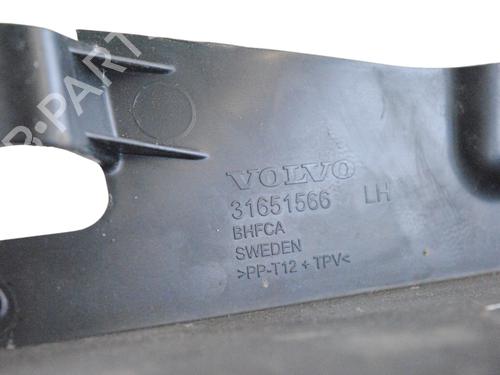 VOLVO
31651566 LH
BHFCA
SWEDEN
>PP-T12+TPV<